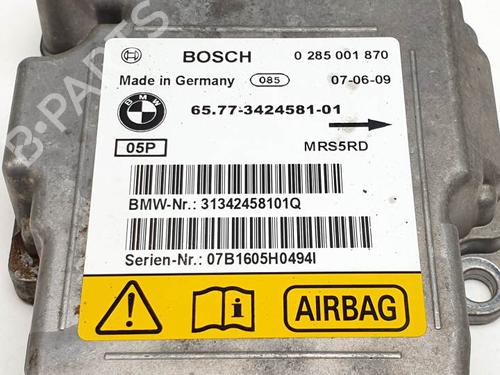 BOSCH 0 285 001 870
Made in Germany 085 07-06-09
BMW 65.77-3424581-01
05P MRS5RD
BMW-Nr.: 31342458101Q
Serien-Nr.: 07B1605H0494I
AIRBAG
B-PARTS